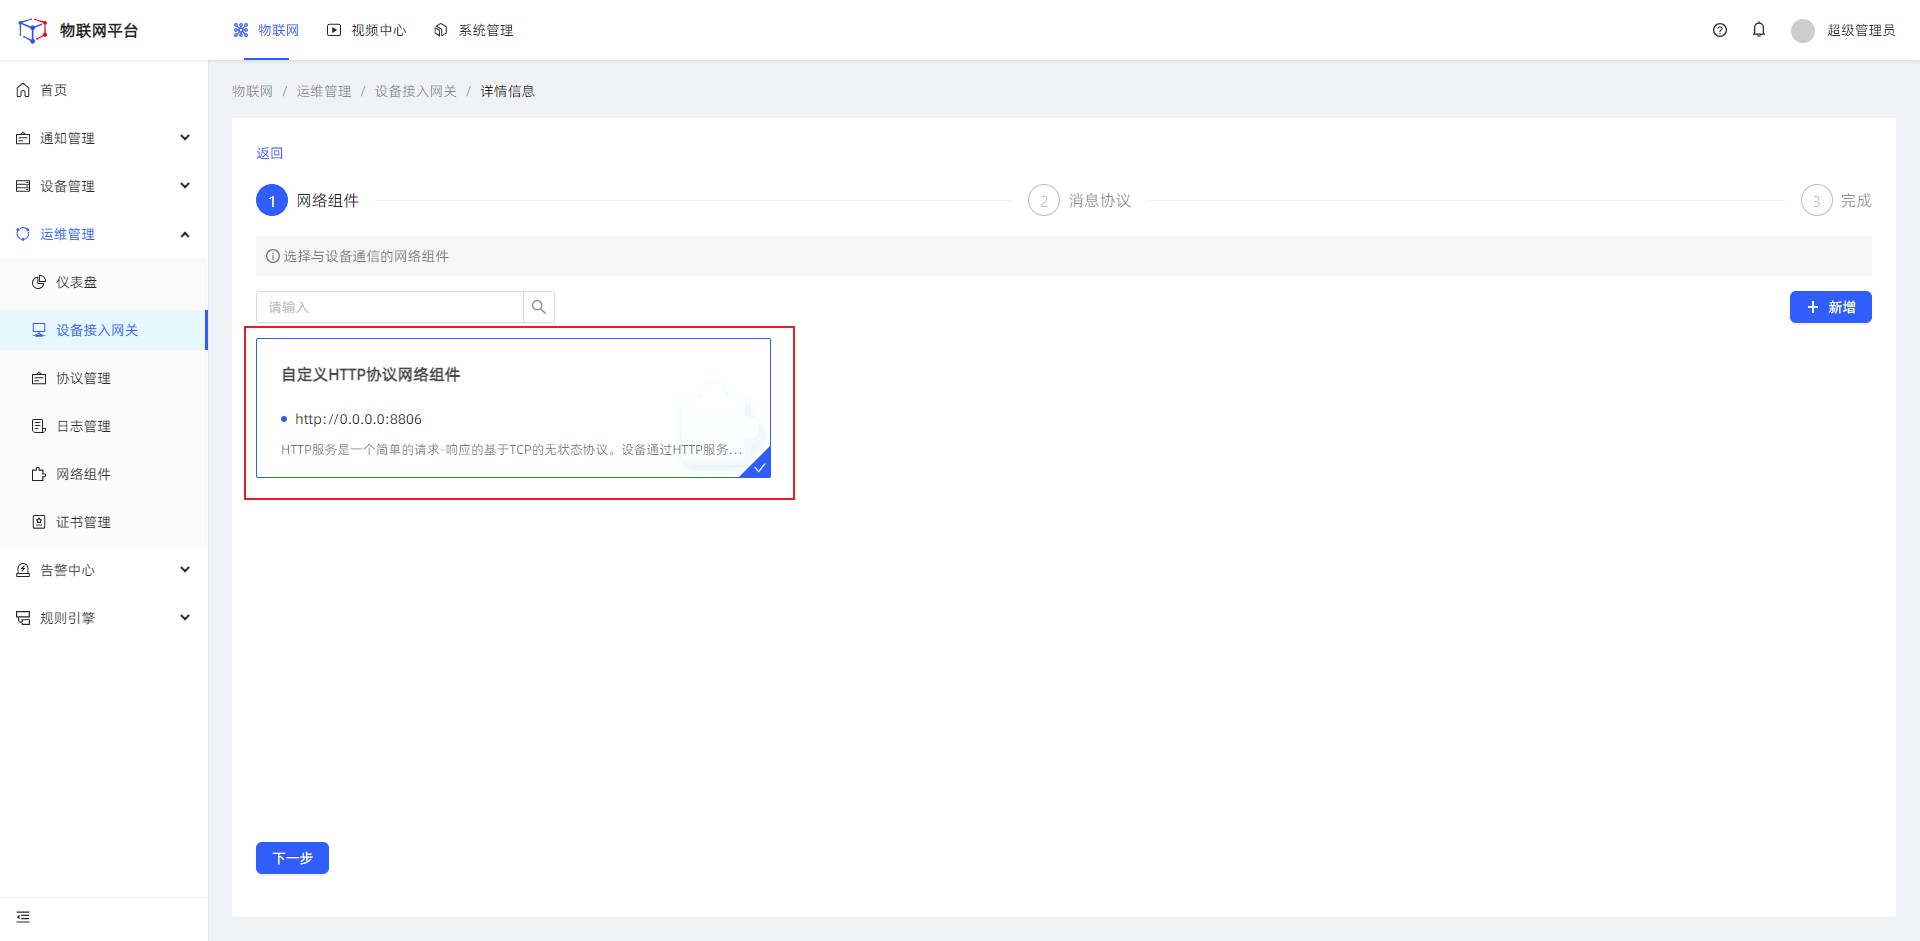 物联网平台
物联网
视频中心
系统管理
超级管理员
首页
通知管理
设备管理
运维管理
仪表盘
设备接入网关
协议管理
日志管理
网络组件
证书管理
告警中心
规则引擎
物联网 / 运维管理 / 设备接入网关 / 详情信息
返回
1 网络组件
2 消息协议
3 完成
选择与设备通信的网络组件
请输入
新增
自定义HTTP协议网络组件
http://0.0.0.0:8806
HTTP服务是一个简单的请求-响应的基于TCP的无状态协议。设备通过HTTP服务...
下一步